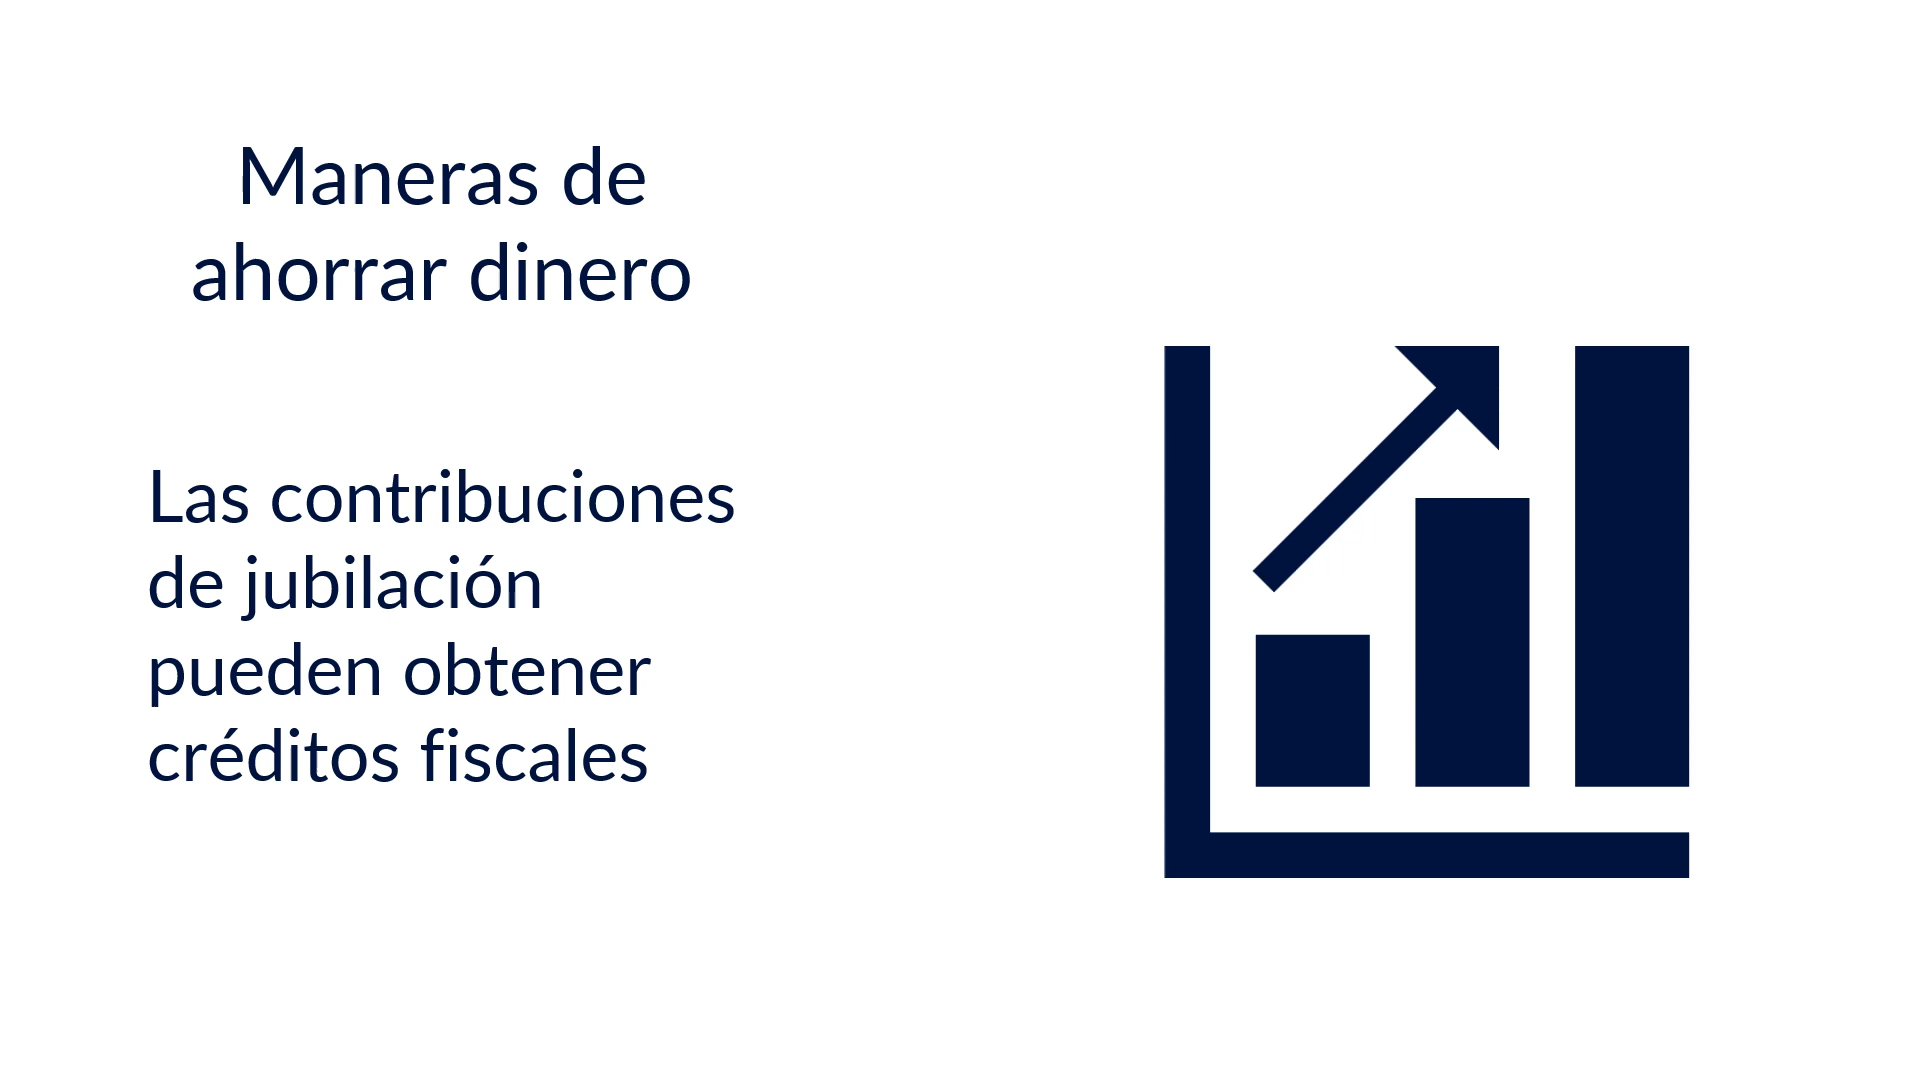 Maneras de
ahorrar dinero
Las contribuciones
de jubilación
pueden obtener
créditos fiscales